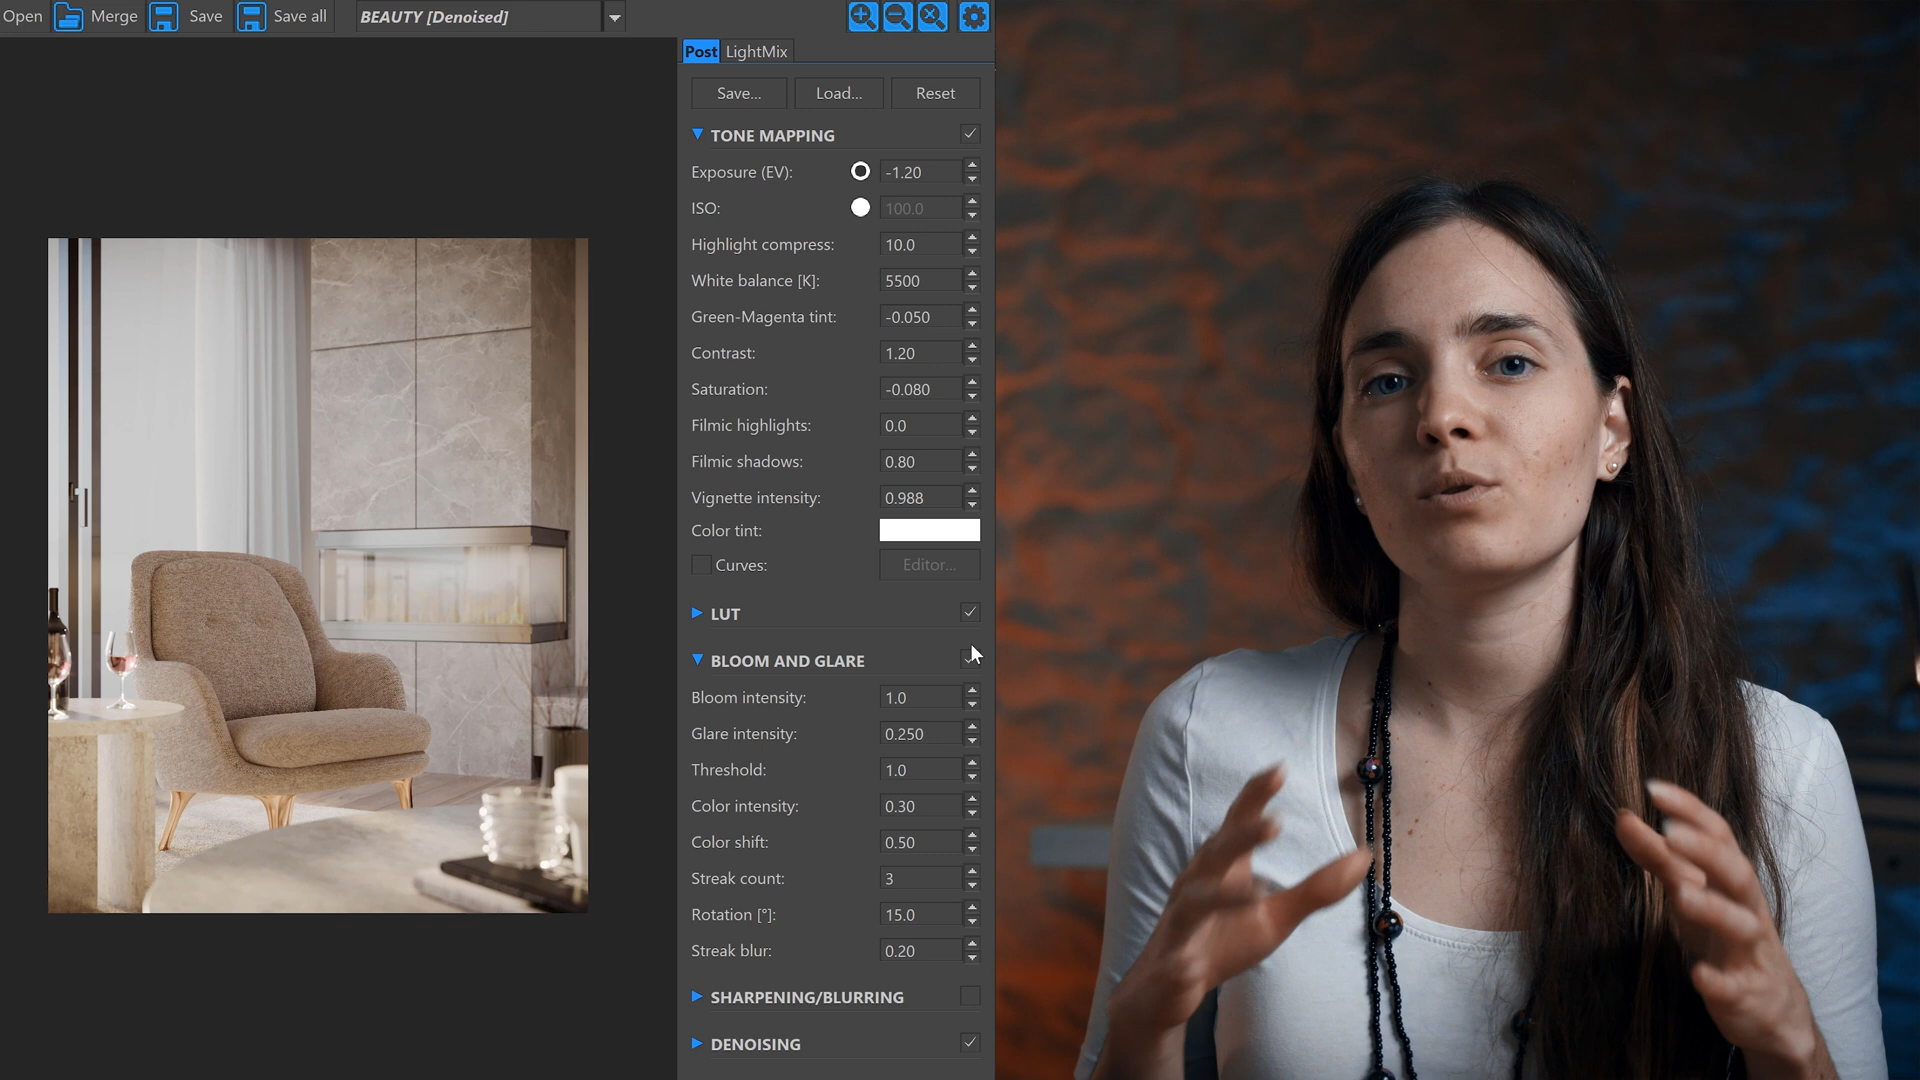 Open Merge Save Save all BEAUTY [Denoised]
Post LightMix
Save... Load... Reset
TONE MAPPING
Exposure (EV): -1.20
ISO: 100.0
Highlight compress: 10.0
White balance [K]: 5500
Green-Magenta tint: -0.050
Contrast: 1.20
Saturation: -0.080
Filmic highlights: 0.0
Filmic shadows: 0.80
Vignette intensity: 0.988
Color tint:
Curves: Editor...
LUT
BLOOM AND GLARE
Bloom intensity: 1.0
Glare intensity: 0.250
Threshold: 1.0
Color intensity: 0.30
Color shift: 0.50
Streak count: 3
Rotation [°]: 15.0
Streak blur: 0.20
SHARPENING/BLURRING
DENOISING